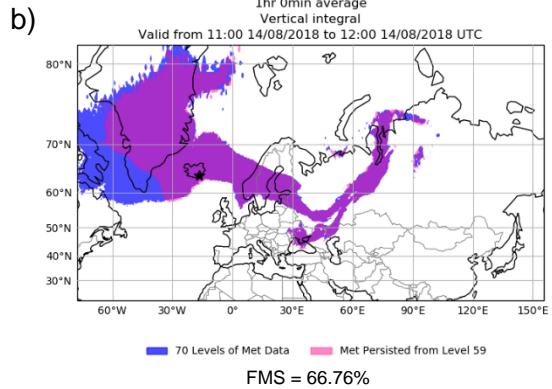 b)
1hr 0min average
Vertical integral
Valid from 11:00 14/08/2018 to 12:00 14/08/2018 UTC
80°N
70°N
60°N
50°N
40°N
30°N
60°W 30°W 0° 30°E 60°E 90°E 120°E 150°E
70 Levels of Met Data Met Persisted from Level 59
FMS = 66.76%